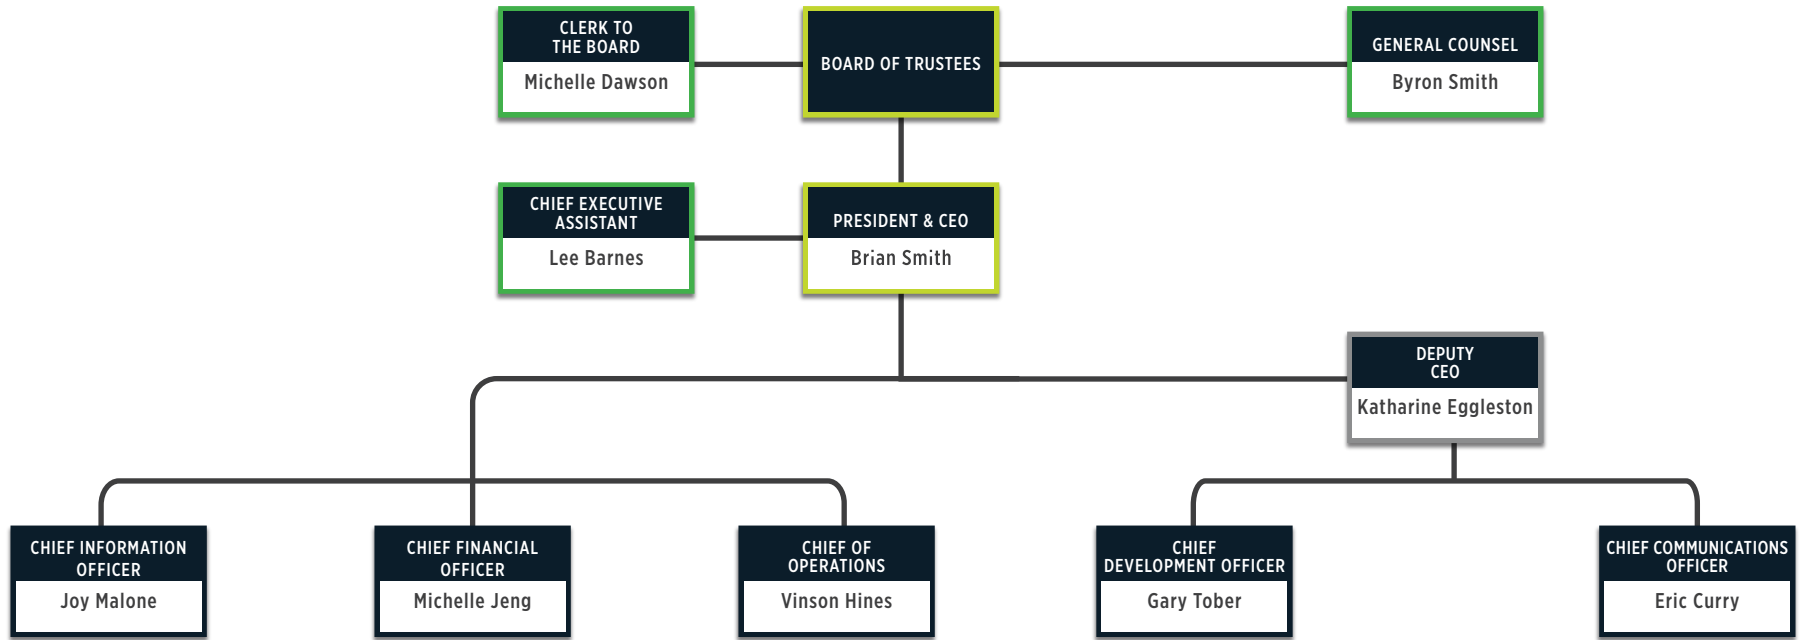 CLERK TO
THE BOARD
Michelle Dawson
BOARD OF TRUSTEES
GENERAL COUNSEL
Byron Smith
CHIEF EXECUTIVE
ASSISTANT
Lee Barnes
PRESIDENT & CEO
Brian Smith
DEPUTY
CEO
Katharine Eggleston
CHIEF INFORMATION
OFFICER
Joy Malone
CHIEF FINANCIAL
OFFICER
Michelle Jeng
CHIEF OF
OPERATIONS
Vinson Hines
CHIEF
DEVELOPMENT OFFICER
Gary Tober
CHIEF COMMUNICATIONS
OFFICER
Eric Curry